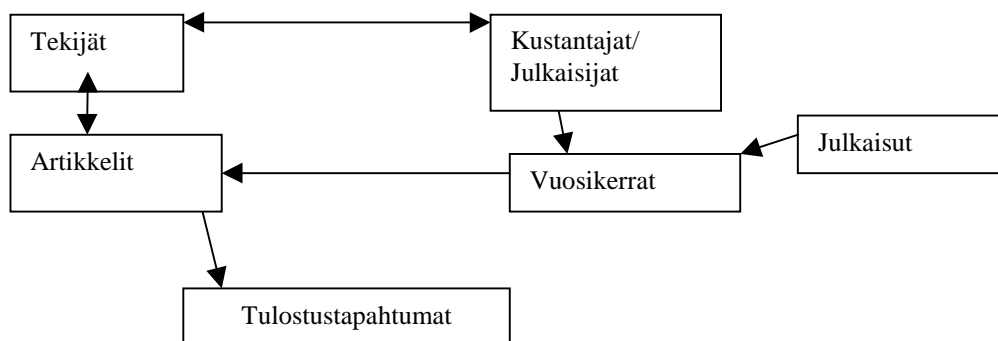 Tekijät
Kustantajat/
Julkaisijat
Julkaisut
Artikkelit
Vuosikerrat
Tulostustapahtumat